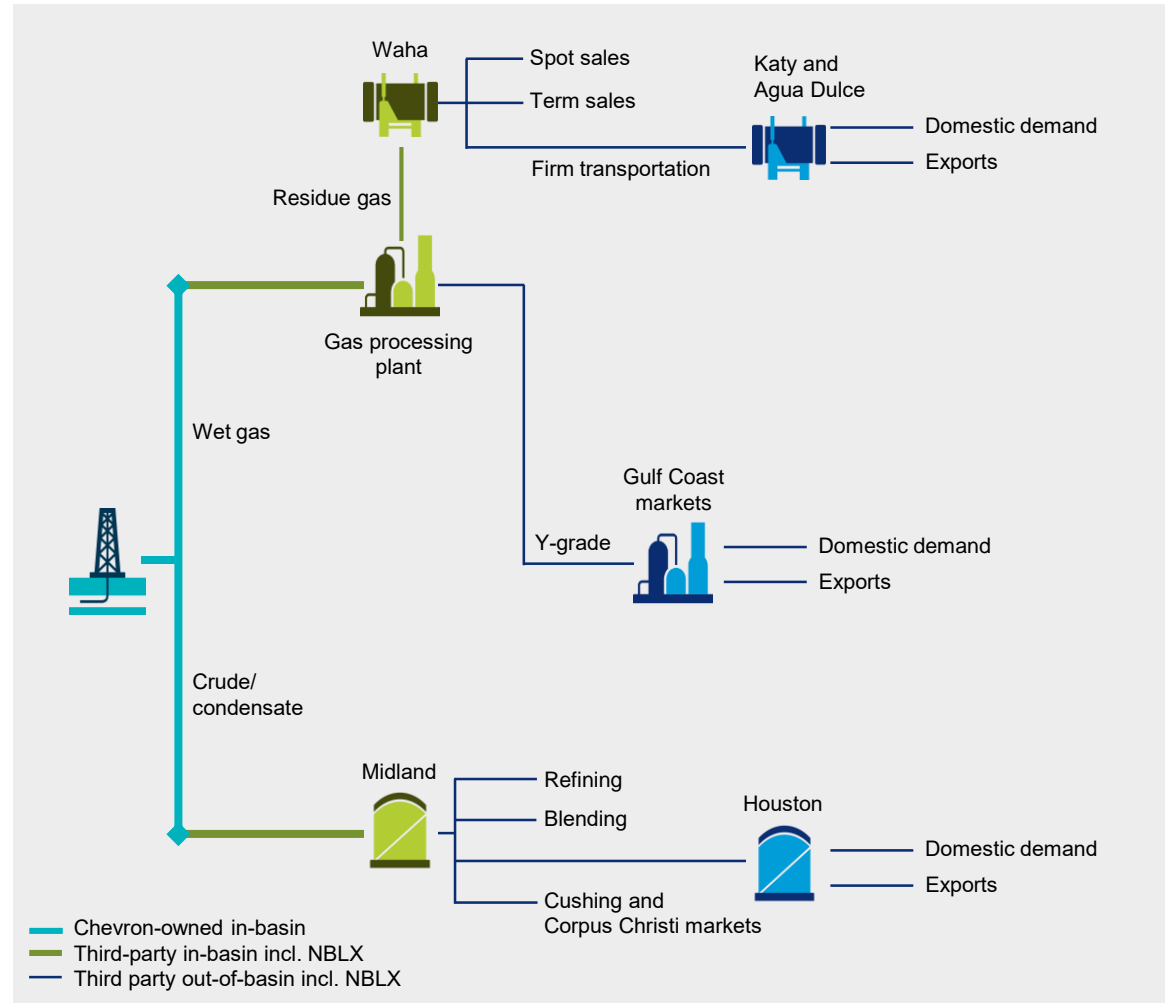 Waha
Spot sales
Term sales
Firm transportation
Katy and
Agua Dulce
Domestic demand
Exports
Residue gas
Gas processing
plant
Wet gas
Gulf Coast
markets
Y-grade
Domestic demand
Exports
Crude/
condensate
Midland
Refining
Blending
Houston
Domestic demand
Exports
Cushing and
Corpus Christi markets
Chevron-owned in-basin
Third-party in-basin incl. NBLX
Third party out-of-basin incl. NBLX